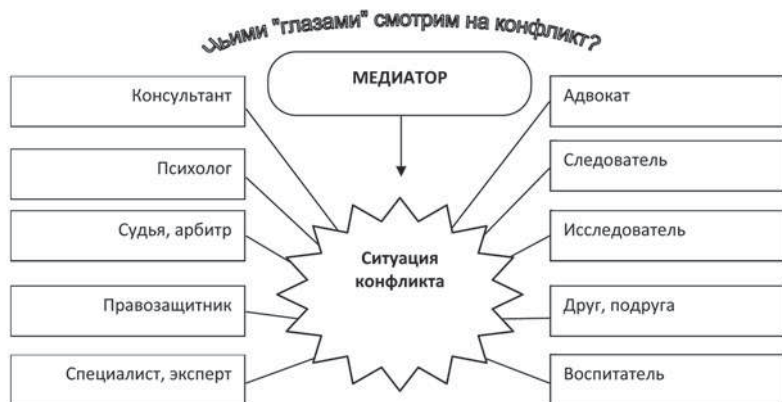 Чьими "глазами" смотрим на конфликт?
МЕДИАТОР
Консультант
Адвокат
Психолог
Следователь
Судья, арбитр
Исследователь
Ситуация
конфликта
Правозащитник
Друг, подруга
Специалист, эксперт
Воспитатель